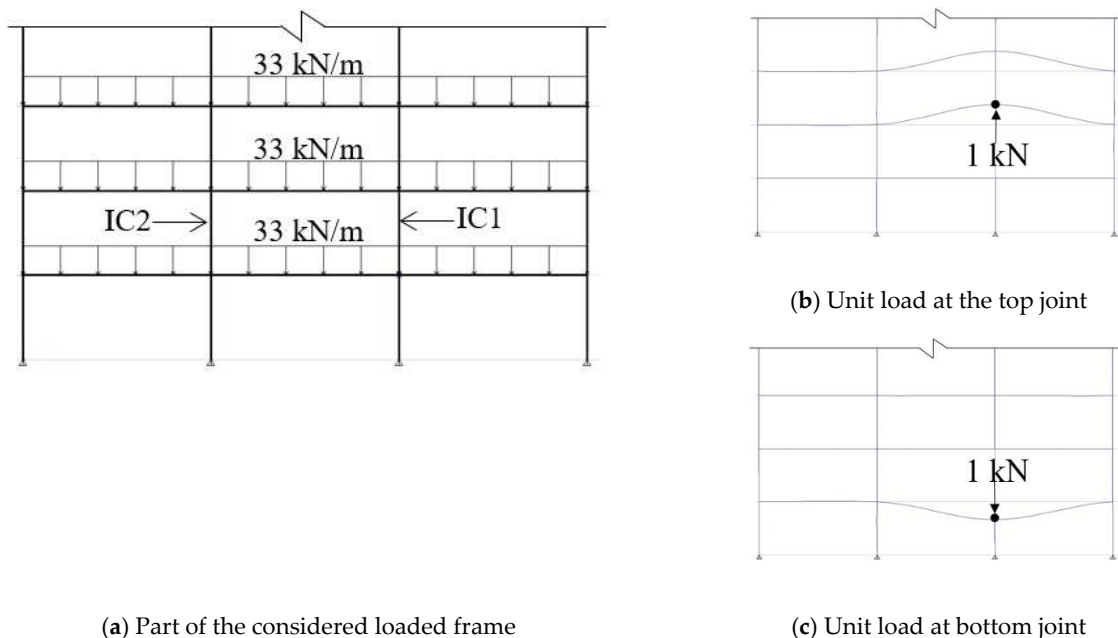 33 kN/m
33 kN/m
IC2
IC1
33 kN/m
(a) Part of the considered loaded frame
1 kN
(b) Unit load at the top joint
1 kN
(c) Unit load at bottom joint